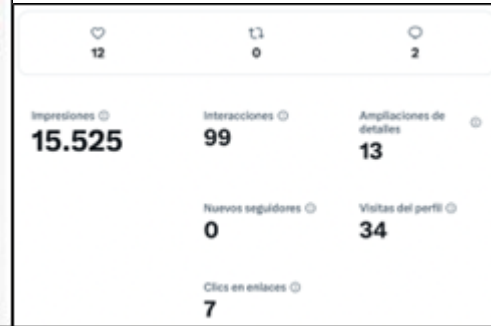 12
0
2
Impresiones
15.525
Interacciones
99
Ampliaciones de
detalles
13
Nuevos seguidores
0
Visitas del perfil
34
Clics en enlaces
7